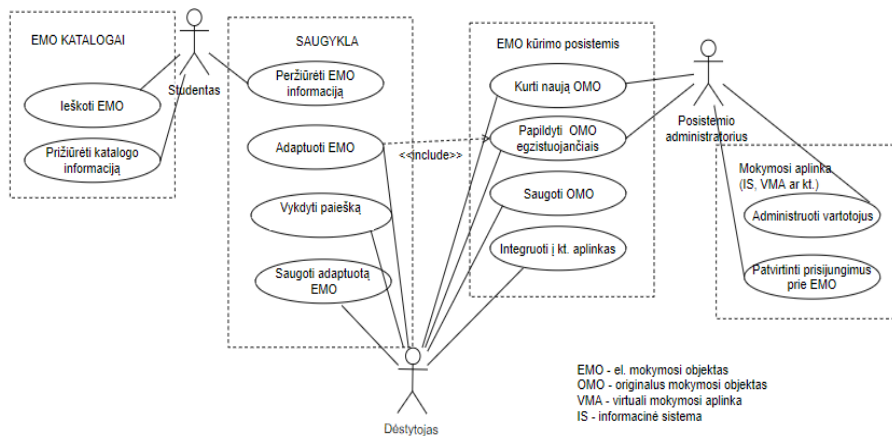 EMO KATALOGAI
Ieškoti EMO
Prižiūrėti katalogo
informaciją
Studentas
SAUGYKLA
Peržiūrėti EMO
informaciją
Adaptuoti EMO
Vykdyti paiešką
Saugoti adaptuotą
EMO
<<include>>
EMO kūrimo posistemis
Kurti naują OMO
Papildyti OMO
egzistuojančiais
Saugoti OMO
Integruoti į kt. aplinkas
Posistemio
administratorius
Mokymosi aplinka
(IS, VMA ar kt.)
Administruoti vartotojus
Patvirtinti prisijungimus
prie EMO
Dėstytojas
EMO - el. mokymosi objektas
OMO - originalus mokymosi objektas
VMA - virtuali mokymosi aplinka
IS - informacinė sistema